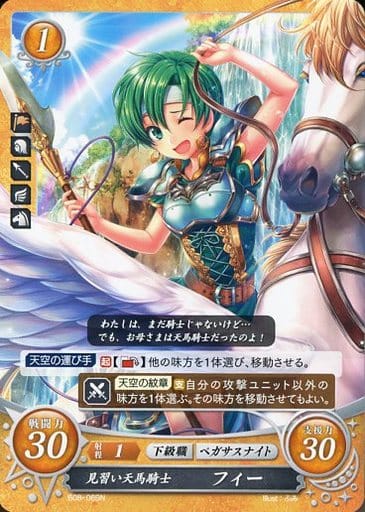 1
わたしは、まだ騎士じゃないけど…
でも、お母さまは天馬騎士だったのよ!
天空の運び手 起【】他の味方を1体選び、移動させる。
天空の紋章 支 自分の攻撃ユニット以外の
味方を1体選ぶ。その味方を移動させてもよい。
戦闘力
30
射程 1 下級職 ペガサスナイト
支援力
30
見習い天馬騎士 フィー
Illust:ふみ